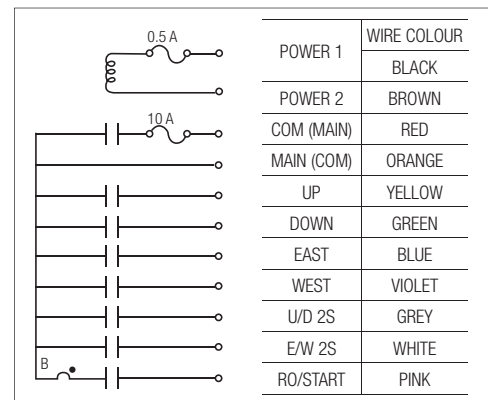 0.5 A
10 A
B
WIRE COLOUR
POWER 1 BLACK
POWER 2 BROWN
COM (MAIN) RED
MAIN (COM) ORANGE
UP YELLOW
DOWN GREEN
EAST BLUE
WEST VIOLET
U/D 2S GREY
E/W 2S WHITE
RO/START PINK